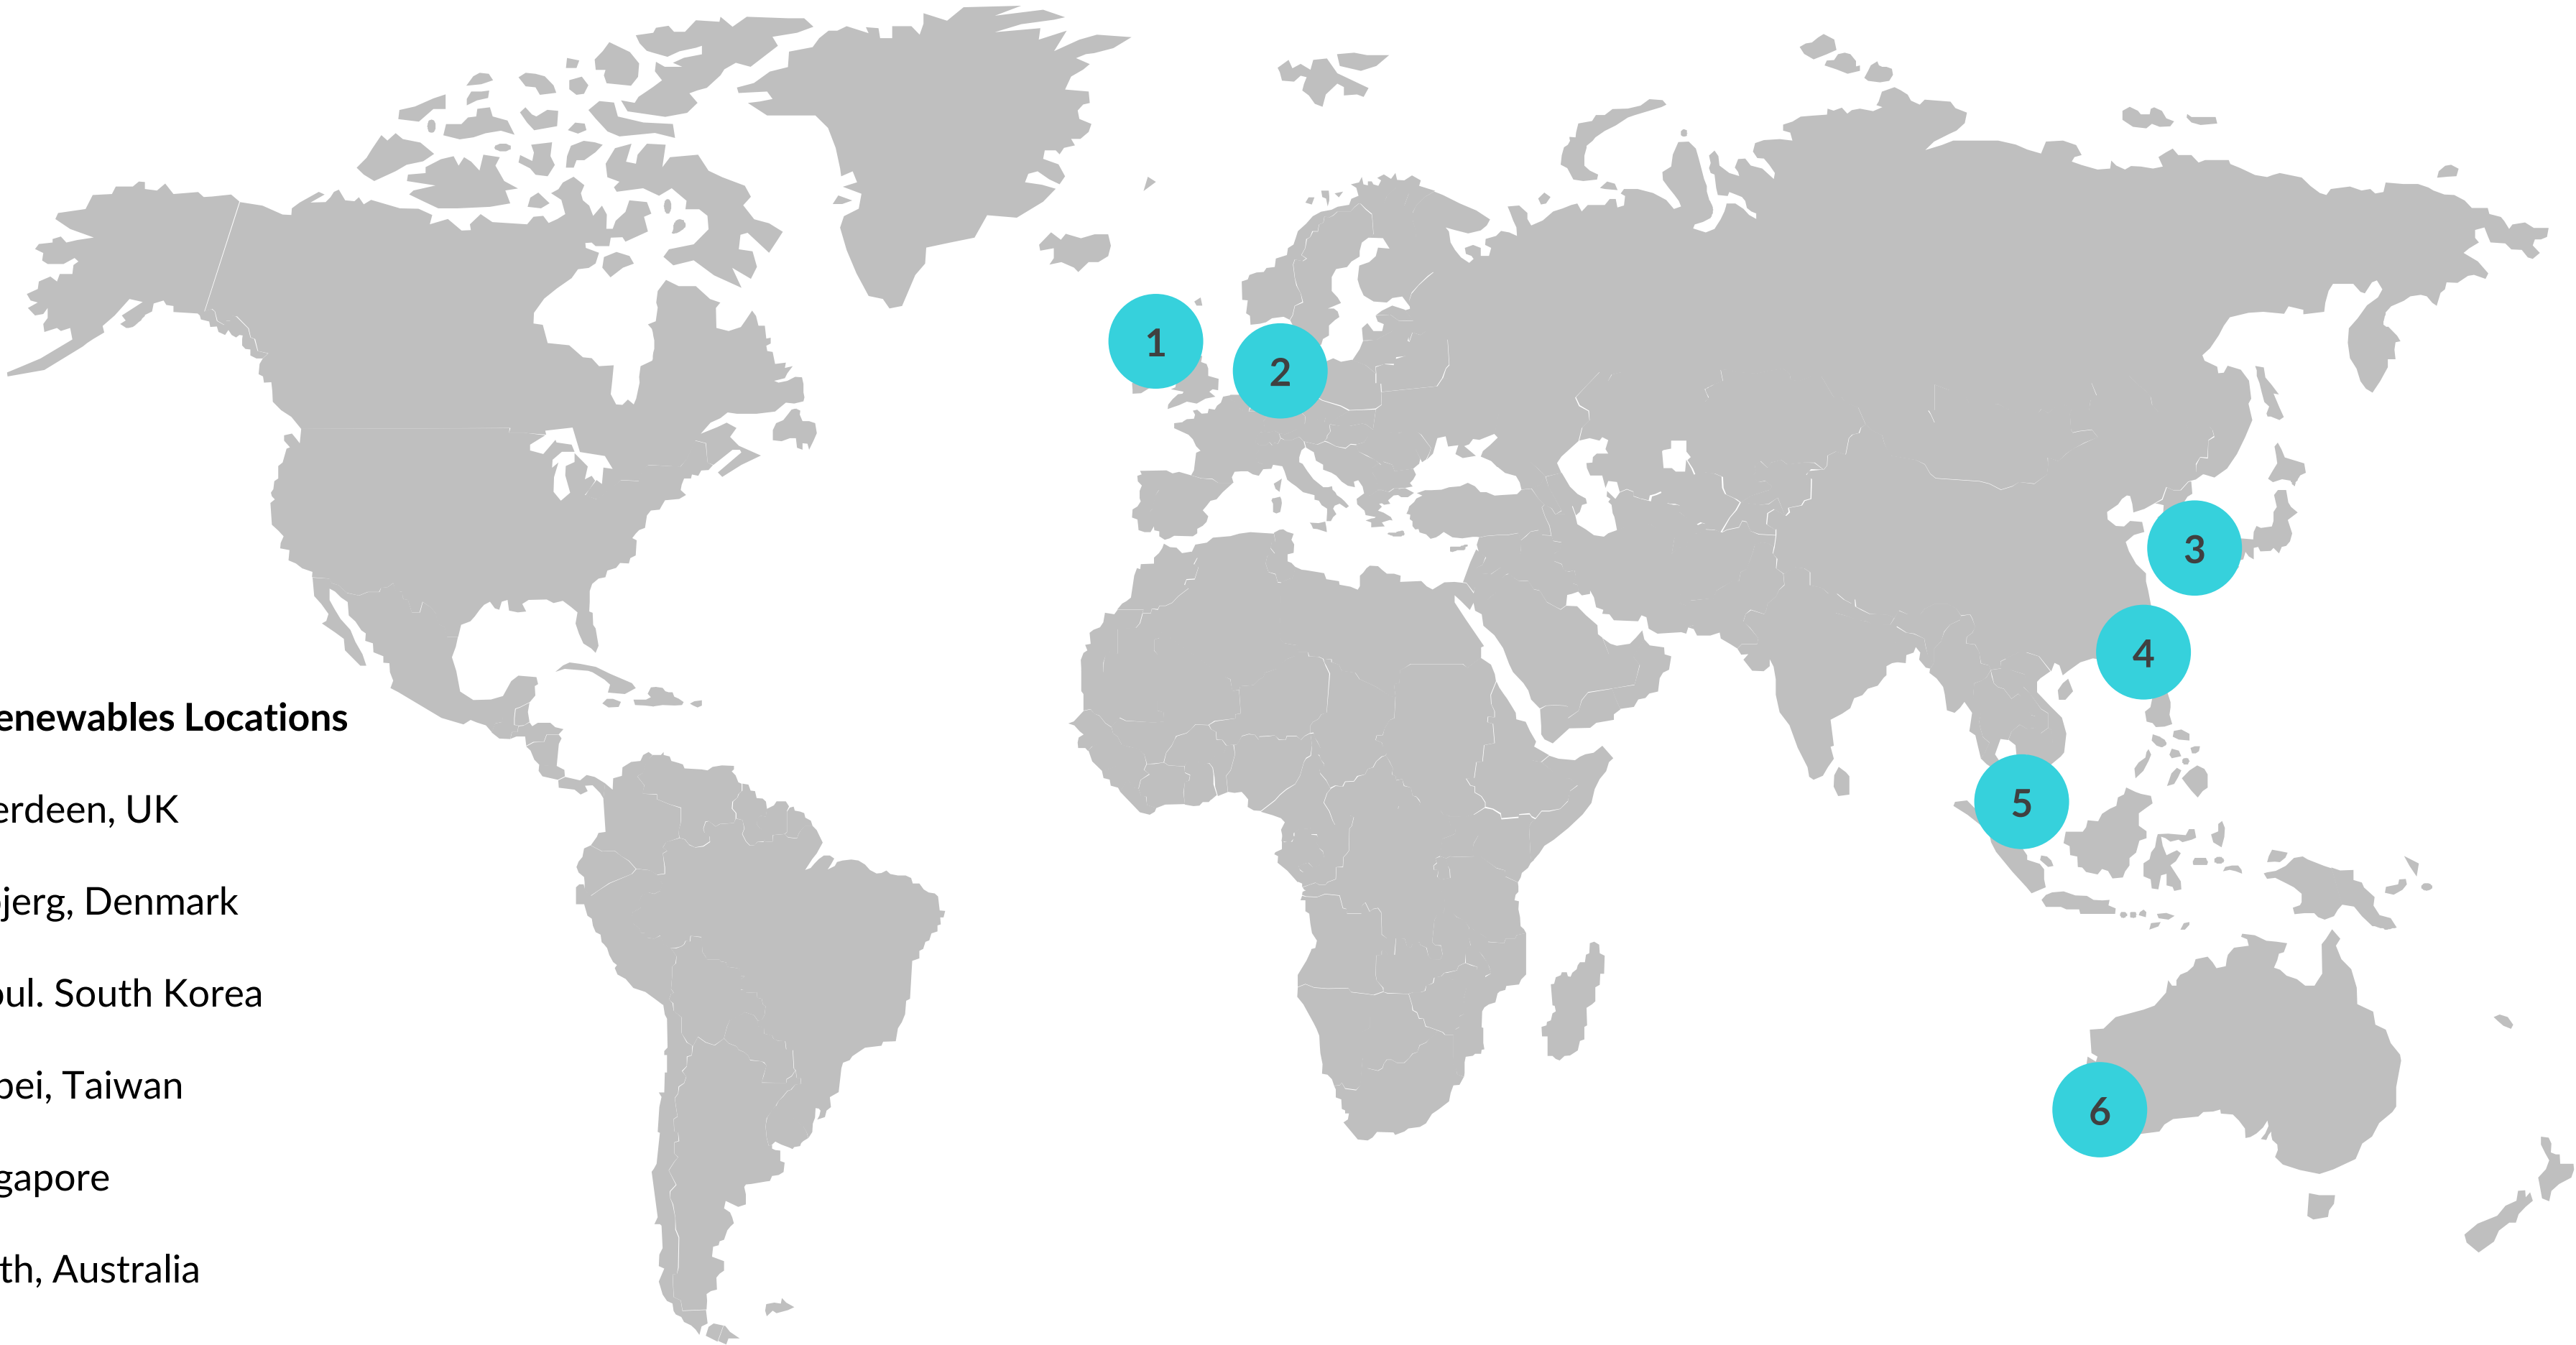 enewables Locations
erdeen, UK
jerg, Denmark
oul. South Korea
pei, Taiwan
gapore
th, Australia
1
2
3
4
5
6